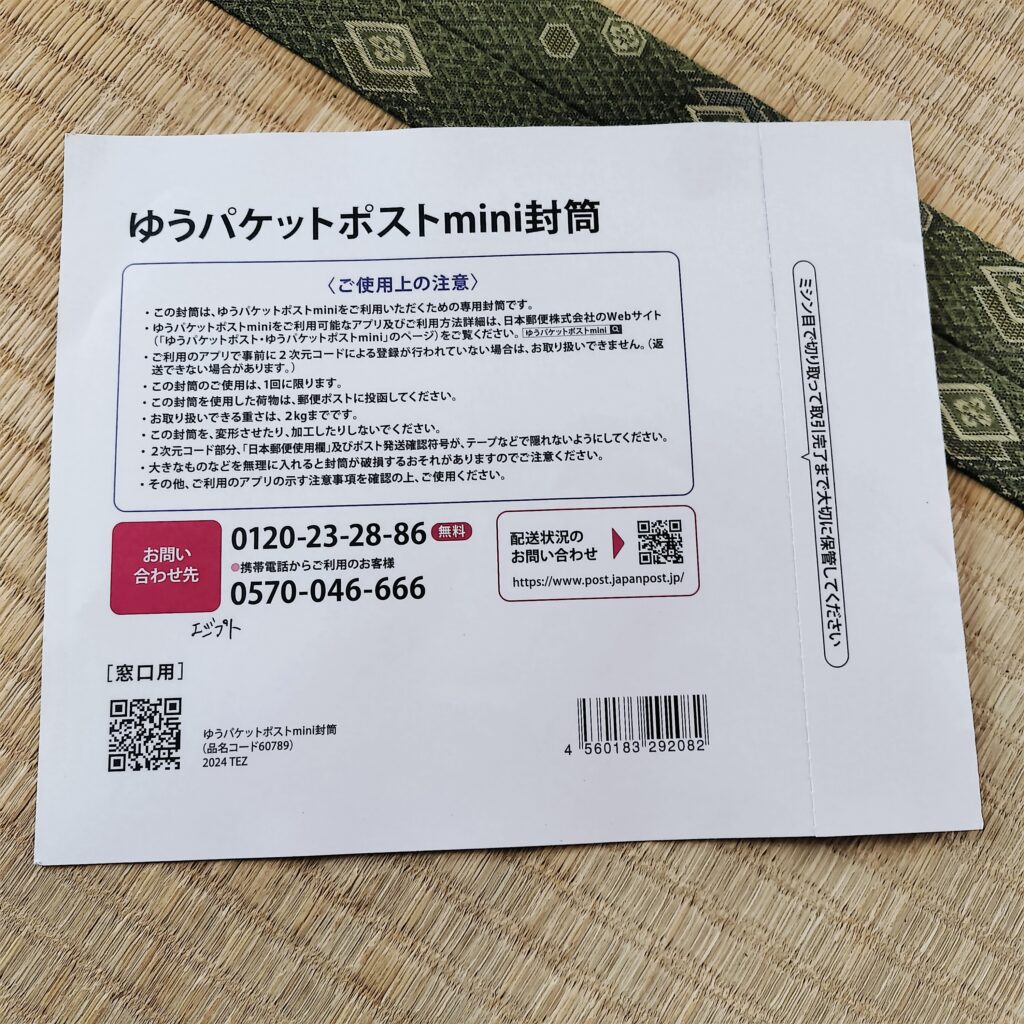 ゆうパケットポストmini封筒
〈ご使用上の注意〉
・この封筒は、ゆうパケットポストminiをご利用いただくための専用封筒です。
・ゆうパケットポストminiをご利用可能なアプリ及びご利用方法詳細は、日本郵便株式会社のWebサイト
(「ゆうパケットポスト・ゆうパケットポストmini」のページ)をご覧ください。 ゆうパケットポストmini
・ご利用のアプリで事前に2次元コードによる登録が行われていない場合は、お取り扱いできません。(返
送できない場合があります。)
・この封筒のご使用は、1回に限ります。
・この封筒を使用した荷物は、郵便ポストに投函してください。
・お取り扱いできる重さは、2kgまでです。
・この封筒を、変形させたり、加工したりしないでください。
・2次元コード部分、「日本郵便使用欄」及びポスト発送確認符号が、テープなどで隠れないようにしてください。
・大きなものなどを無理に入れると封筒が破損するおそれがありますのでご注意ください。
・その他、ご利用のアプリの示す注意事項を確認の上、ご使用ください。
お問い
合わせ先
0120-23-28-86 無料
●携帯電話からご利用のお客様
0570-046-666
配送状況の
お問い合わせ
https://www.post.japanpost.jp/
エジプト
[窓口用]
ゆうパケットポストmini封筒
(品名コード60789)
2024 TEZ
4 560183 292082
ミシン目で切り取って取引完了まで大切に保管してください